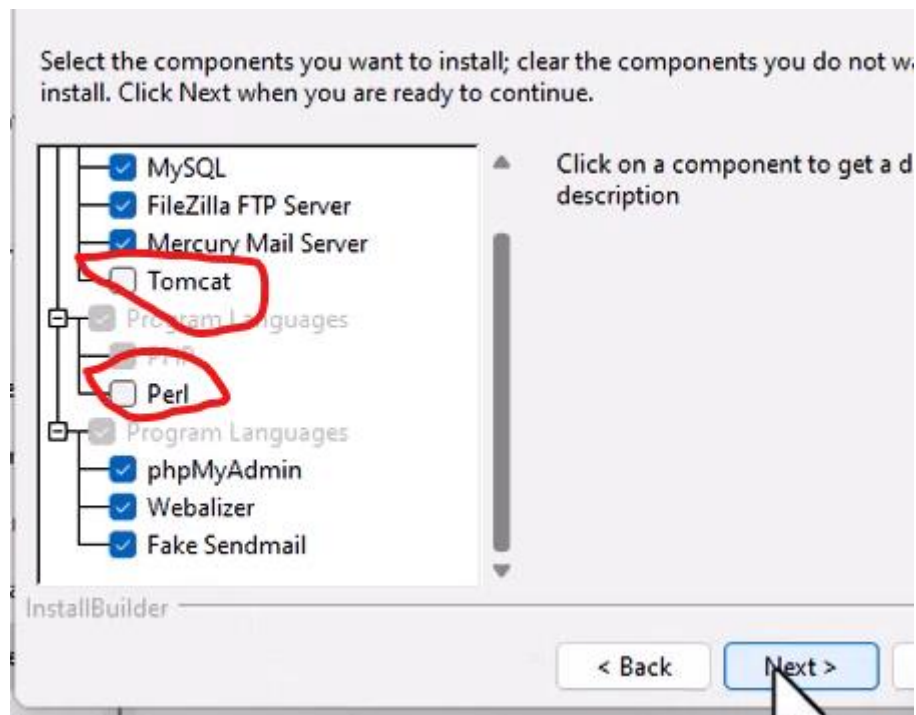 Select the components you want to install; clear the components you do not
install. Click Next when you are ready to continue.
MySQL
FileZilla FTP Server
Mercury Mail Server
Tomcat
Program Languages
PHP
Perl
Program Languages
phpMyAdmin
Webalizer
Fake Sendmail
Click on a component to get a
description
InstallBuilder
< Back
Next >